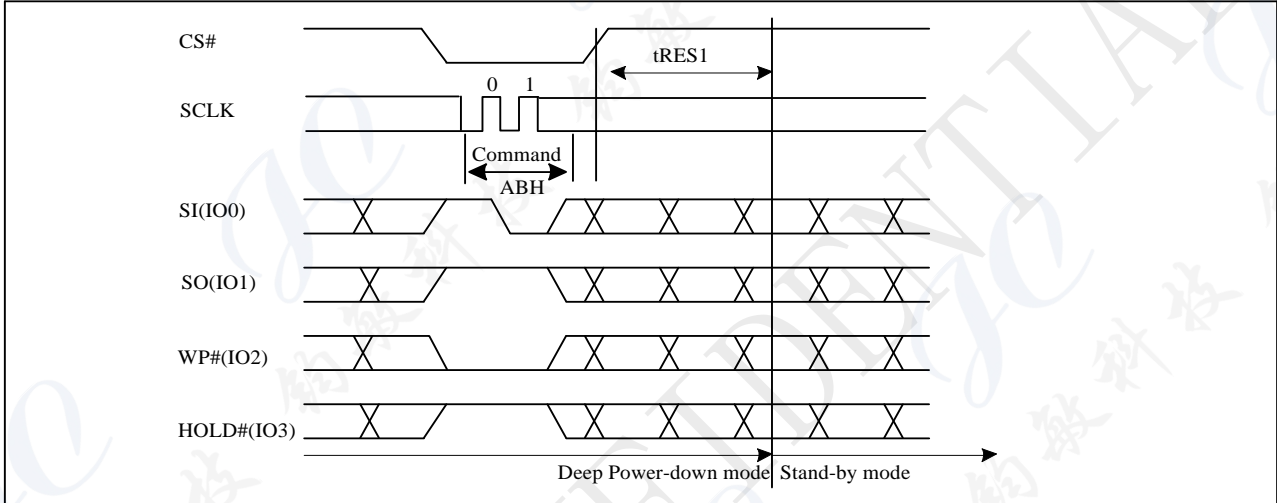 CS#
tRES1
0 1
SCLK
Command
ABH
SI(IO0)
SO(IO1)
WP#(IO2)
HOLD#(IO3)
Deep Power-down mode Stand-by mode